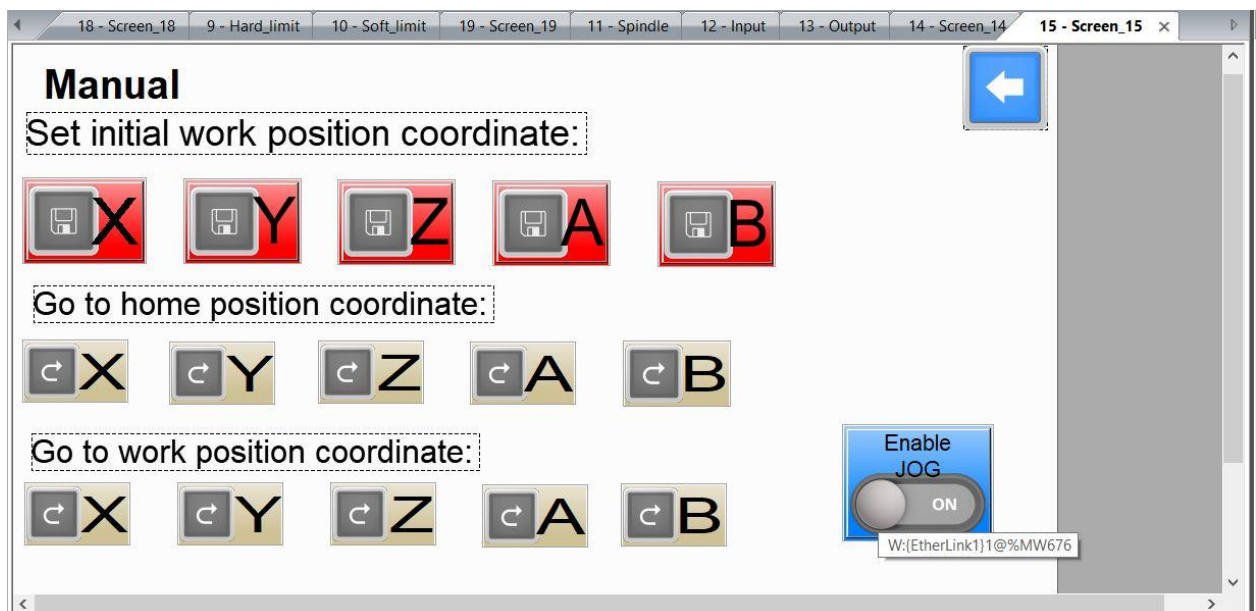 18 - Screen_18 9 - Hard_limit 10 - Soft_limit 19 - Screen_19 11 - Spindle 12 - Input 13 - Output 14 - Screen_14 15 - Screen_15
Manual
Set initial work position coordinate:
X Y Z A B
Go to home position coordinate:
X Y Z A B
Go to work position coordinate:
X Y Z A B
Enable
JOG
ON
W:{EtherLink1}1@%MW676